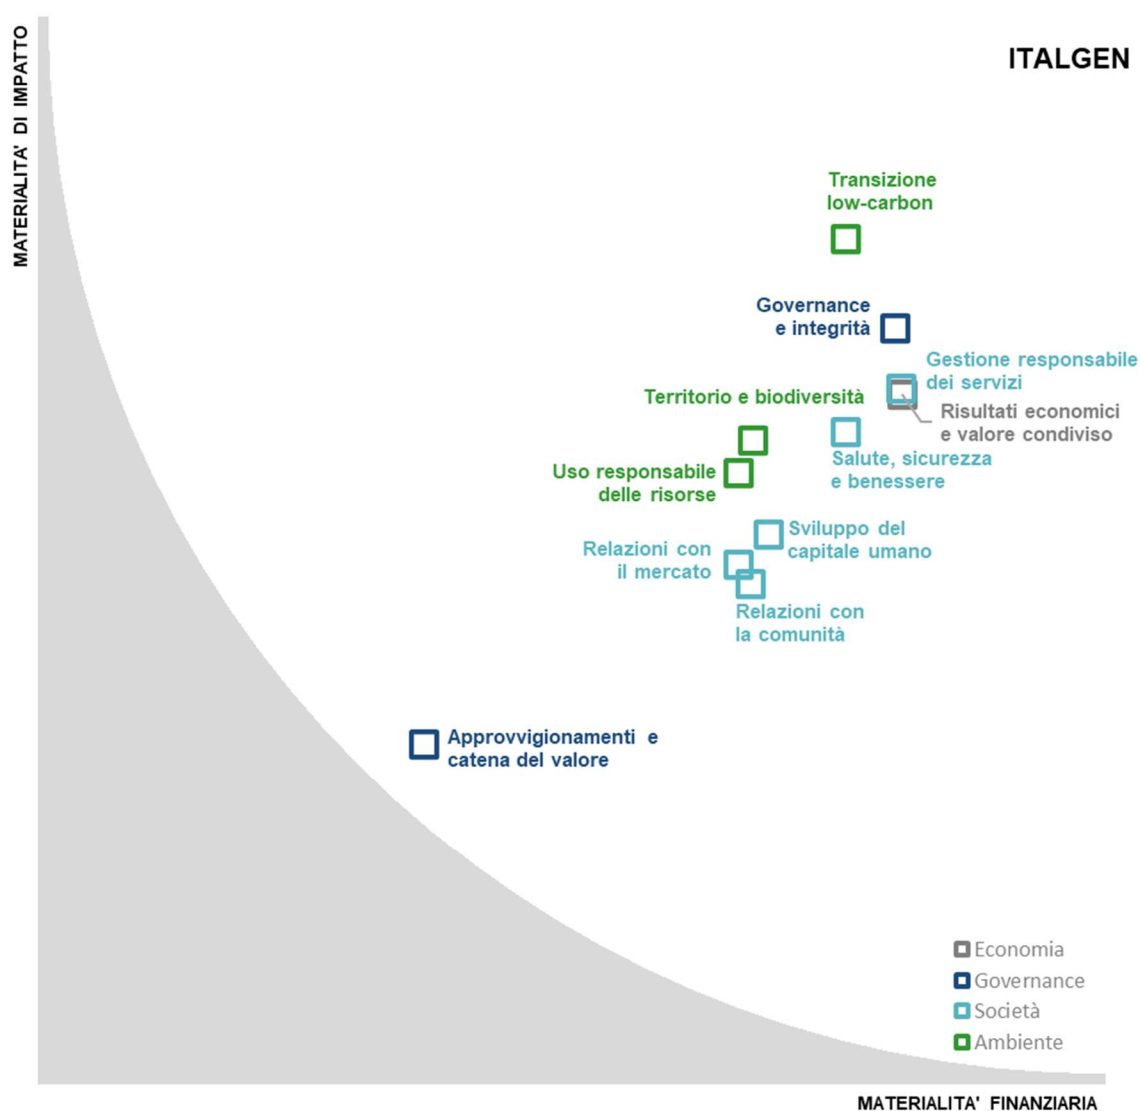 MATERIALITA' DI IMPATTO
ITALGEN
Transizione
low-carbon
Governance
e integrità
Gestione responsabile
dei servizi
Territorio e biodiversità
Risultati economici
e valore condiviso
Salute, sicurezza
e benessere
Uso responsabile
delle risorse
Sviluppo del
capitale umano
Relazioni con
il mercato
Relazioni con
la comunità
Approvvigionamenti e
catena del valore
Economia
Governance
Società
Ambiente
MATERIALITA' FINANZIARIA